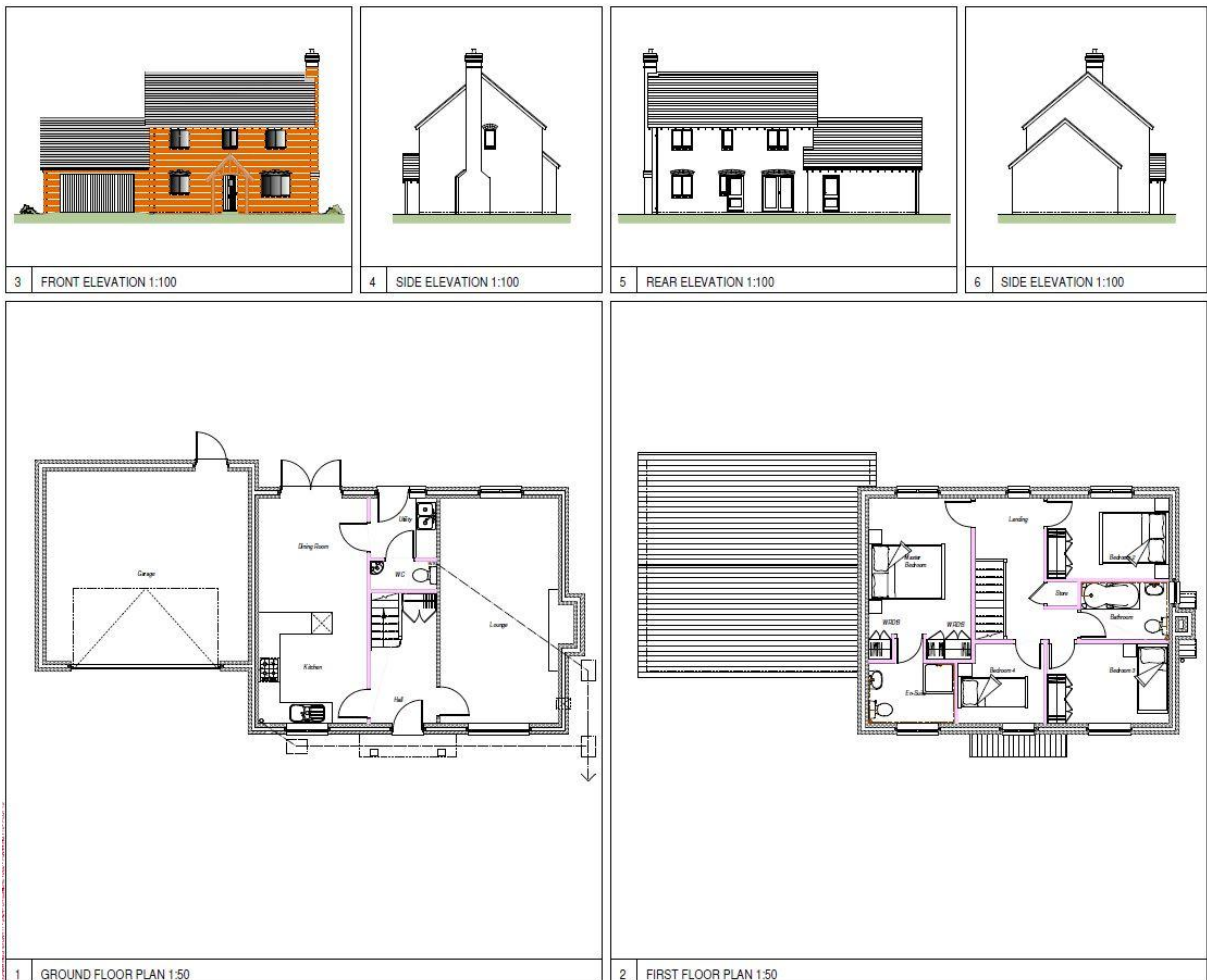 3 FRONT ELEVATION 1:100
4 SIDE ELEVATION 1:100
5 REAR ELEVATION 1:100
6 SIDE ELEVATION 1:100
Garage
Dining Room
Utility
WC
Kitchen
Hall
Lounge
1 GROUND FLOOR PLAN 1:50
Landing
Master
Bedroom
Bedroom 2
Store
Bathroom
WRDS
WRDS
En-Suite
Bedroom 4
Bedroom 3
2 FIRST FLOOR PLAN 1:50